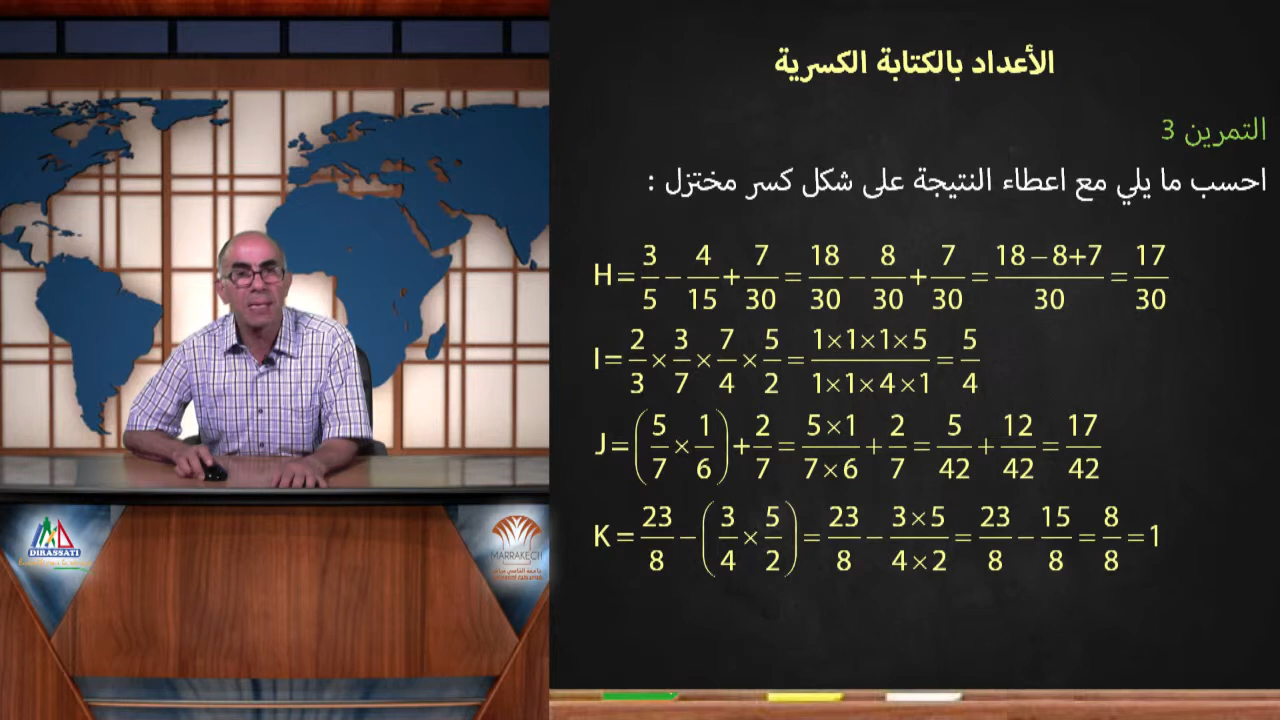 الأعداد بالكتابة الكسرية
التمرين 3
احسب ما يلي مع اعطاء النتيجة على شكل كسر مختزل :
H = 3/5 − 4/15 + 7/30 = 18/30 − 8/30 + 7/30 = (18 − 8+7)/30 = 17/30
I = 2/3 × 3/7 × 7/4 × 5/2 = (1×1×1×5)/(1×1×4×1) = 5/4
J = (5/7 × 1/6) + 2/7 = (5×1)/(7×6) + 2/7 = 5/42 + 12/42 = 17/42
K = 23/8 − (3/4 × 5/2) = 23/8 − (3×5)/(4×2) = 23/8 − 15/8 = 8/8 = 1
DIRASSATI
MARRAKECH